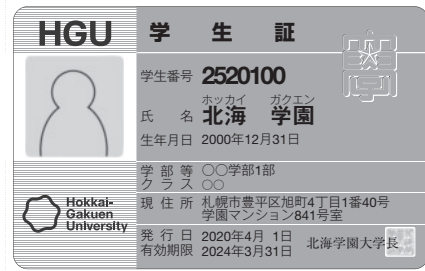 HGU 学生証
学生番号 2520100
ホッカイ ガクエン
氏名 北海 学園
生年月日 2000年12月31日
学部等 〇〇学部1部
クラス 〇〇
現住所 札幌市豊平区旭町4丁目1番40号
学園マンション841号室
Hokkai-
Gakuen
University
発行日 2020年4月 1日
有効期限 2024年3月31日
北海学園大学長